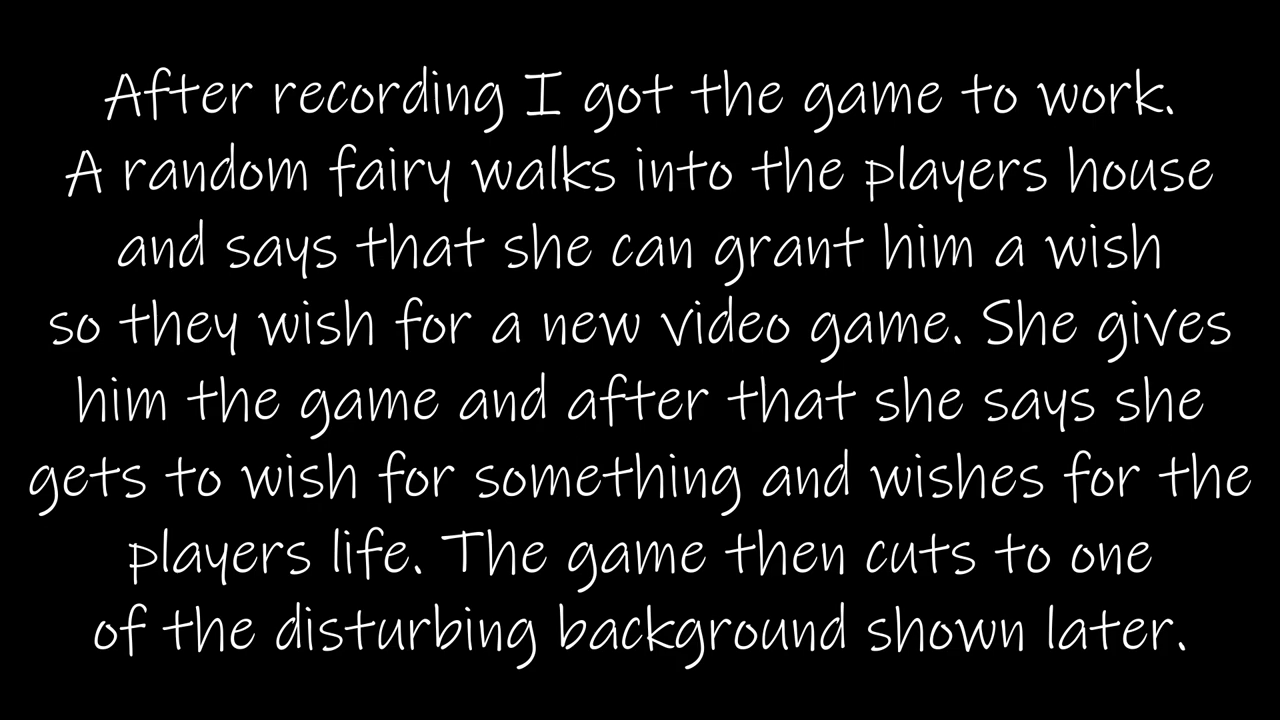 After recording I got the game to work.
A random fairy walks into the players house
and says that she can grant him a wish
so they wish for a new video game. She gives
him the game and after that she says she
gets to wish for something and wishes for the
players life. The game then cuts to one
of the disturbing background shown later.